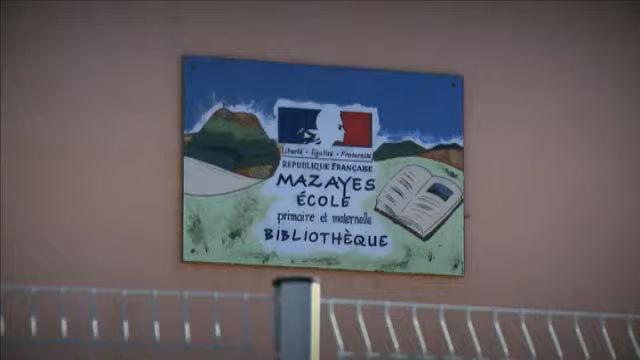 Liberté • Égalité • Fraternité
RÉPUBLIQUE FRANÇAISE
MAZAYES
ÉCOLE
primaire et maternelle
BIBLIOTHÈQUE